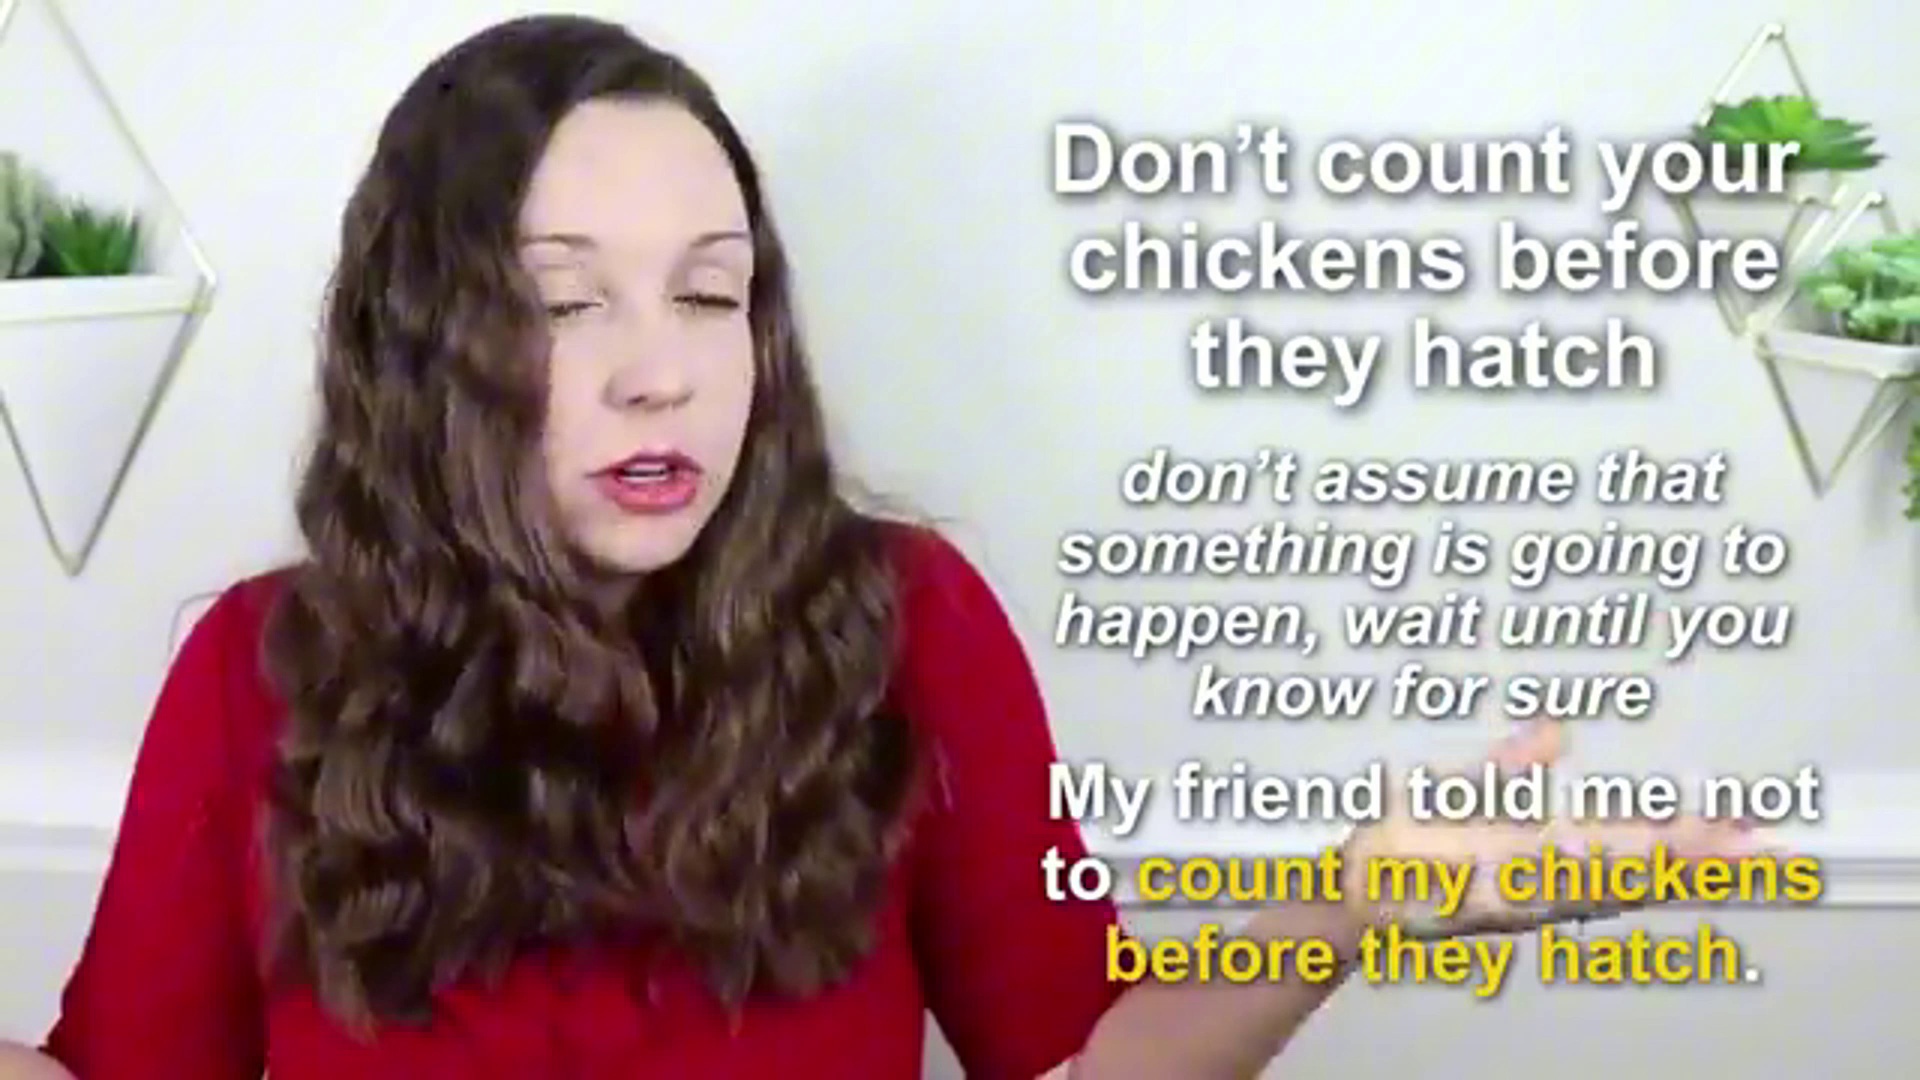 Don’t count your
chickens before
they hatch
don’t assume that
something is going to
happen, wait until you
know for sure
My friend told me not
to count my chickens
before they hatch.